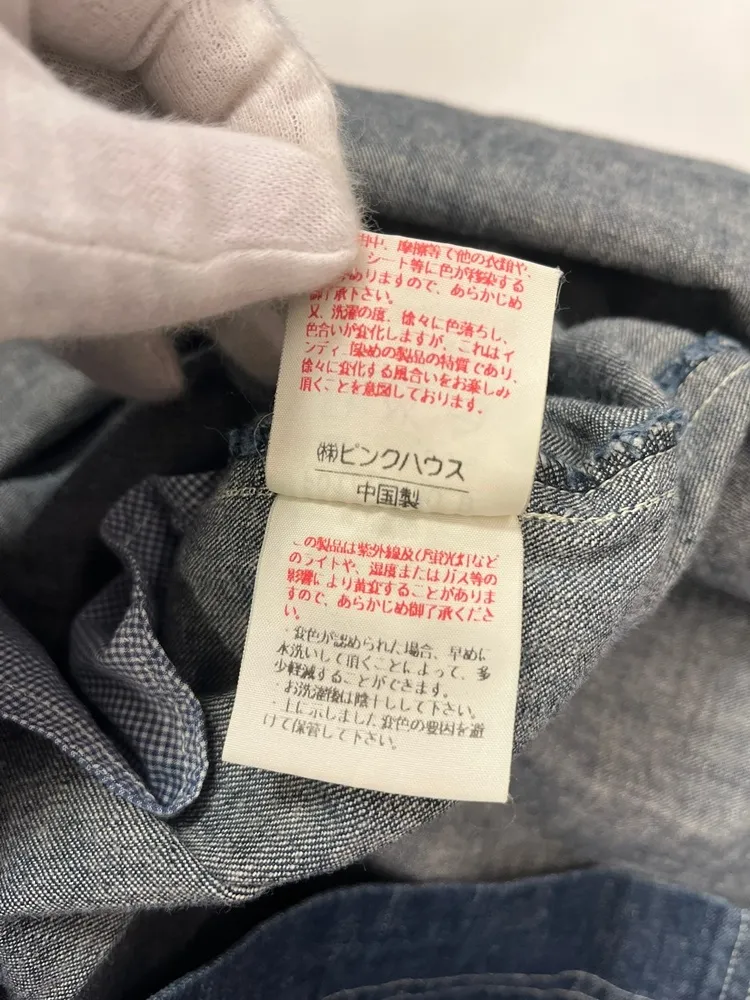 中、摩擦等で他の衣類や、
シート等に色が移染する
ありますので、あらかじめ
御了承下さい。
又、洗濯の度、徐々に色落ちし、
色合いが変化しますが、これはイ
ンディ 染めの製品の特質であり、
徐々に変化する風合いをお楽しみ
頂くことを意図しております。
㈱ピンクハウス
中国製
この製品は紫外線及び蛍光灯など
のライトや、湿度またはガス等の
影響により黄変することがありま
すので、あらかじめ御了承くださ
い。
・変色が認められた場合、早めに
水洗いして頂くことによって、多
少軽減することができます。
・お洗濯後は陰干しして下さい。
・上に示しました変色の要因を避
けて保管して下さい。